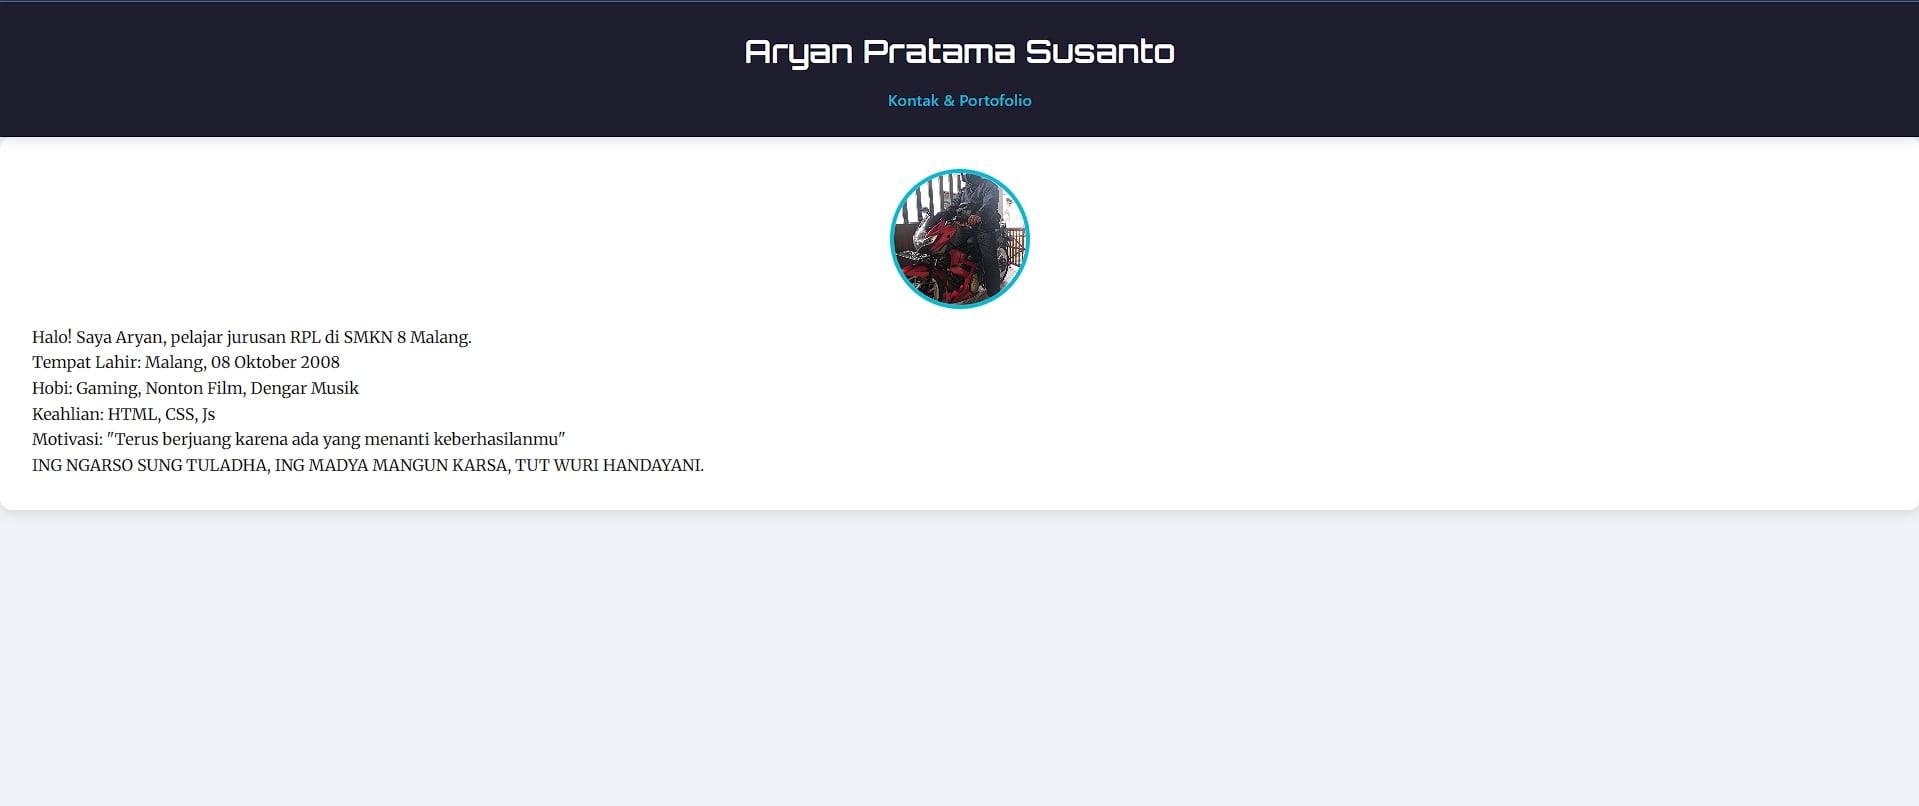 Aryan Pratama Susanto
Kontak & Portofolio
Halo! Saya Aryan, pelajar jurusan RPL di SMKN 8 Malang.
Tempat Lahir: Malang, 08 Oktober 2008
Hobi: Gaming, Nonton Film, Dengar Musik
Keahlian: HTML, CSS, Js
Motivasi: "Terus berjuang karena ada yang menanti keberhasilanmu"
ING NGARSO SUNG TULADHA, ING MADYA MANGUN KARSA, TUT WURI HANDAYANI.